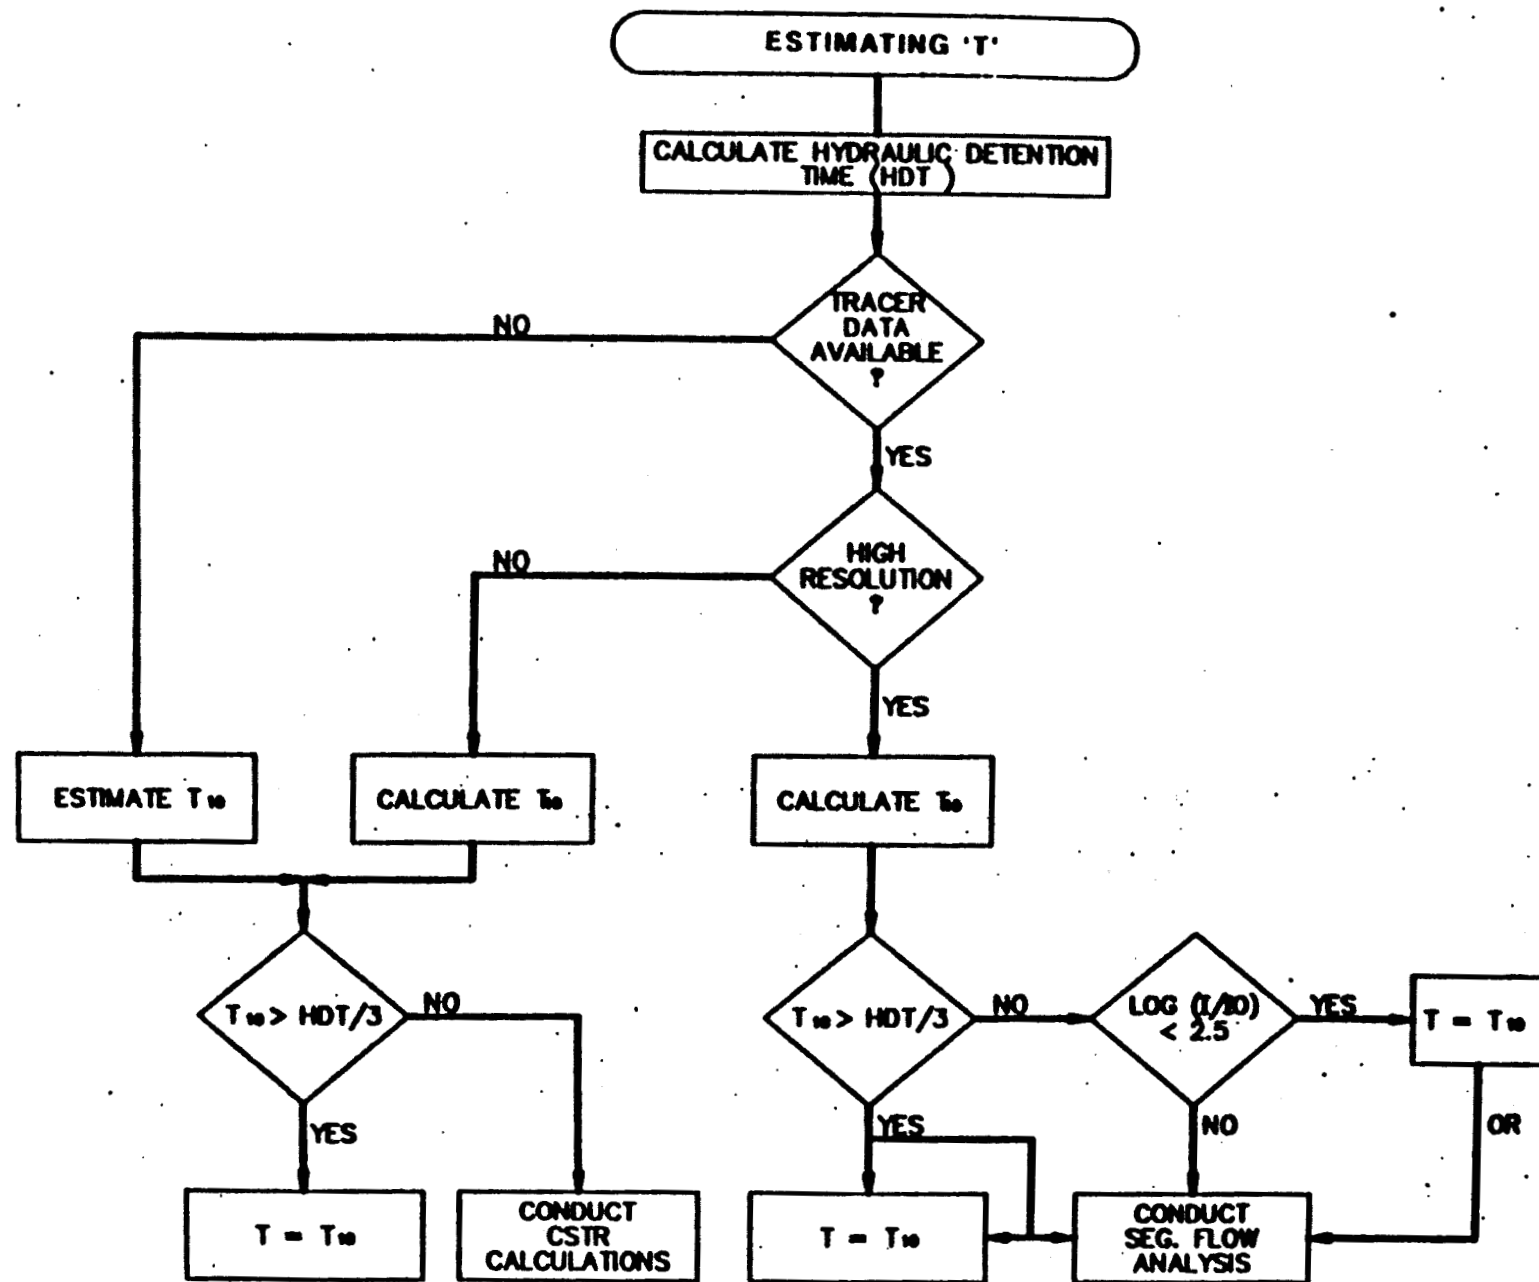 ESTIMATING 'T'
CALCULATE HYDRAULIC DETENTION
TIME (HDT)
TRACER
DATA
AVAILABLE
?
NO
YES
HIGH
RESOLUTION
?
NO
YES
ESTIMATE T₁₀
CALCULATE T₁₀
CALCULATE T₁₀
T₁₀ > HDT/3
NO
YES
T₁₀ > HDT/3
NO
YES
LOG (I/IO)
< 2.5
YES
NO
T = T₁₀
OR
T = T₁₀
CONDUCT
CSTR
CALCULATIONS
T = T₁₀
CONDUCT
SEG. FLOW
ANALYSIS